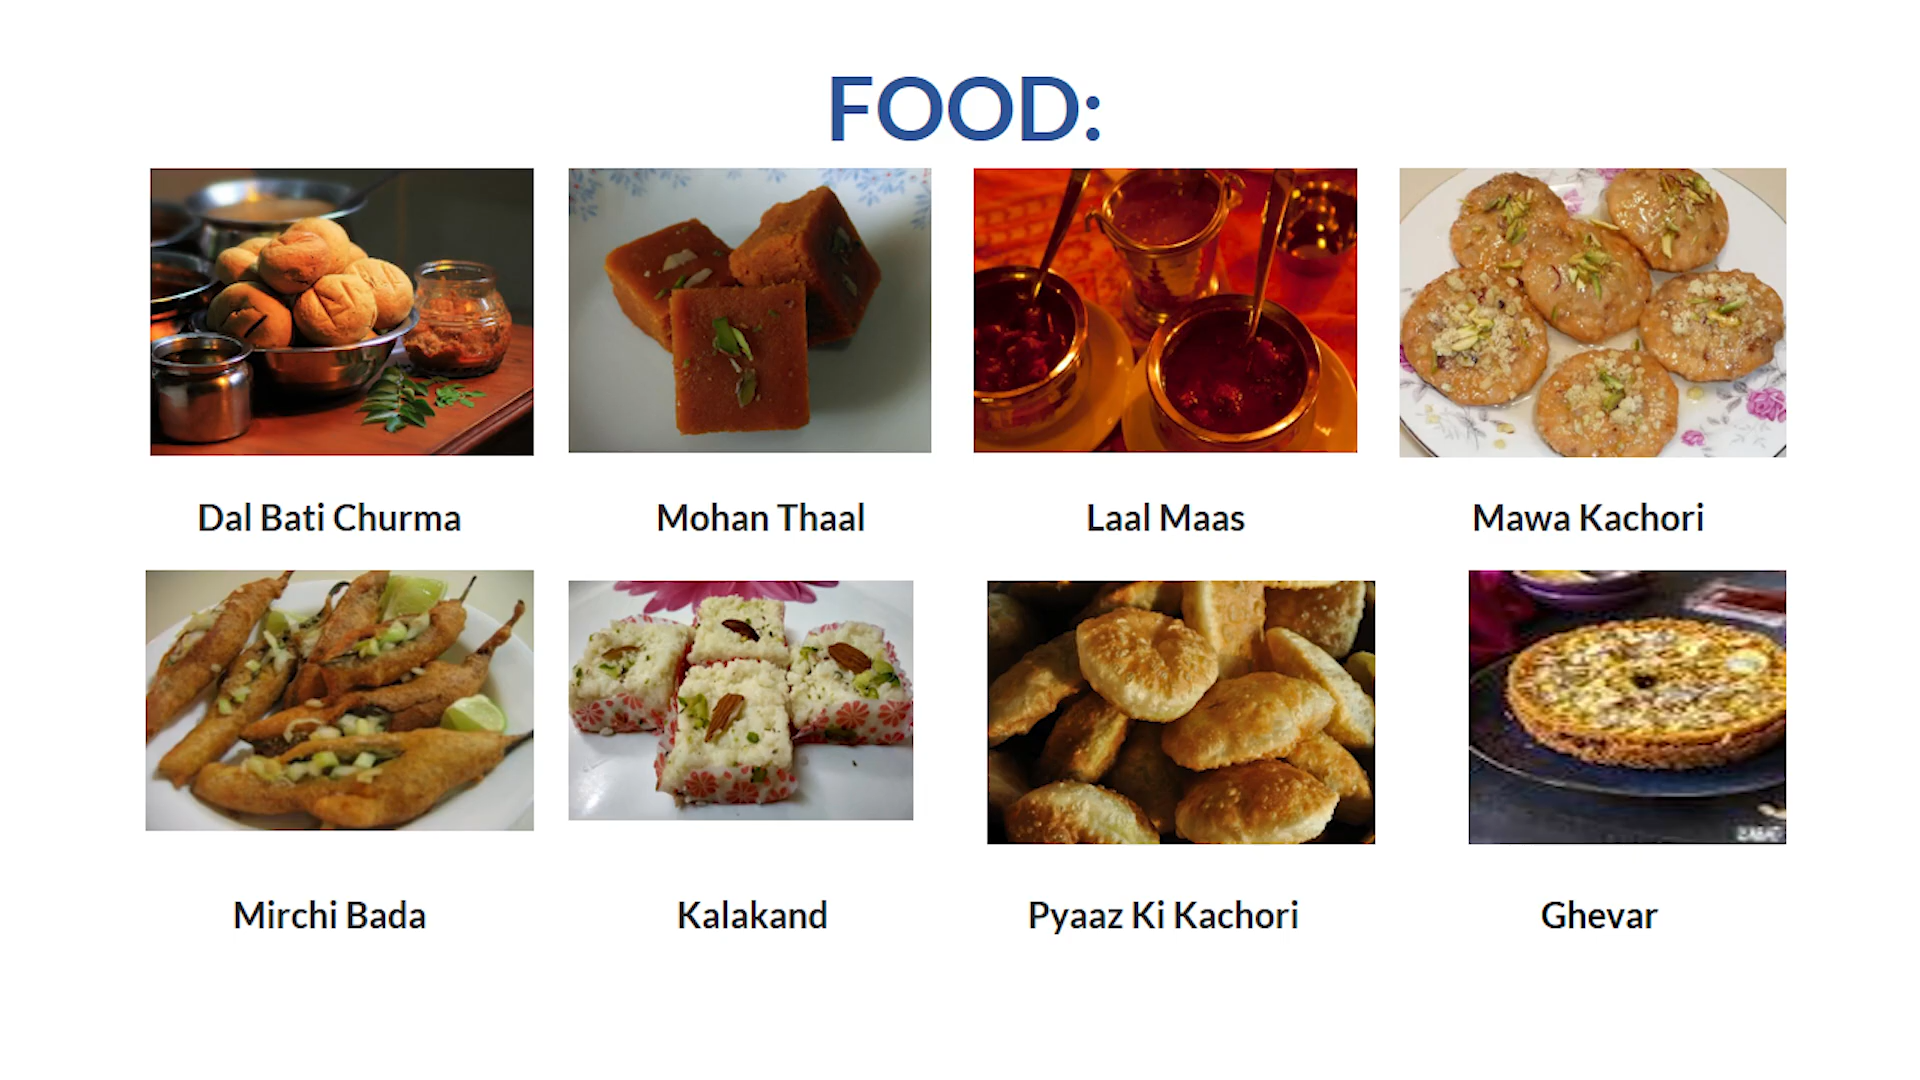 FOOD:
Dal Bati Churma
Mohan Thaal
Laal Maas
Mawa Kachori
Mirchi Bada
Kalakand
Pyaaz Ki Kachori
Ghevar